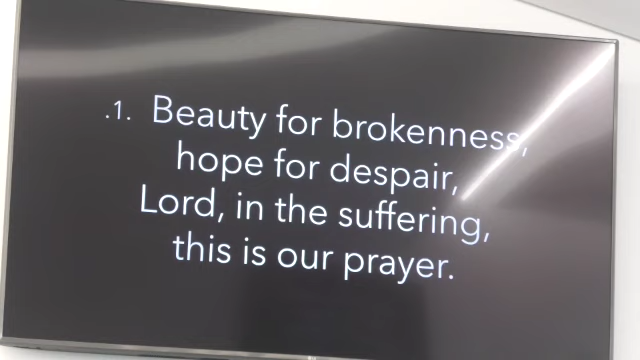 .1. Beauty for brokenness,
hope for despair,
Lord, in the suffering,
this is our prayer.